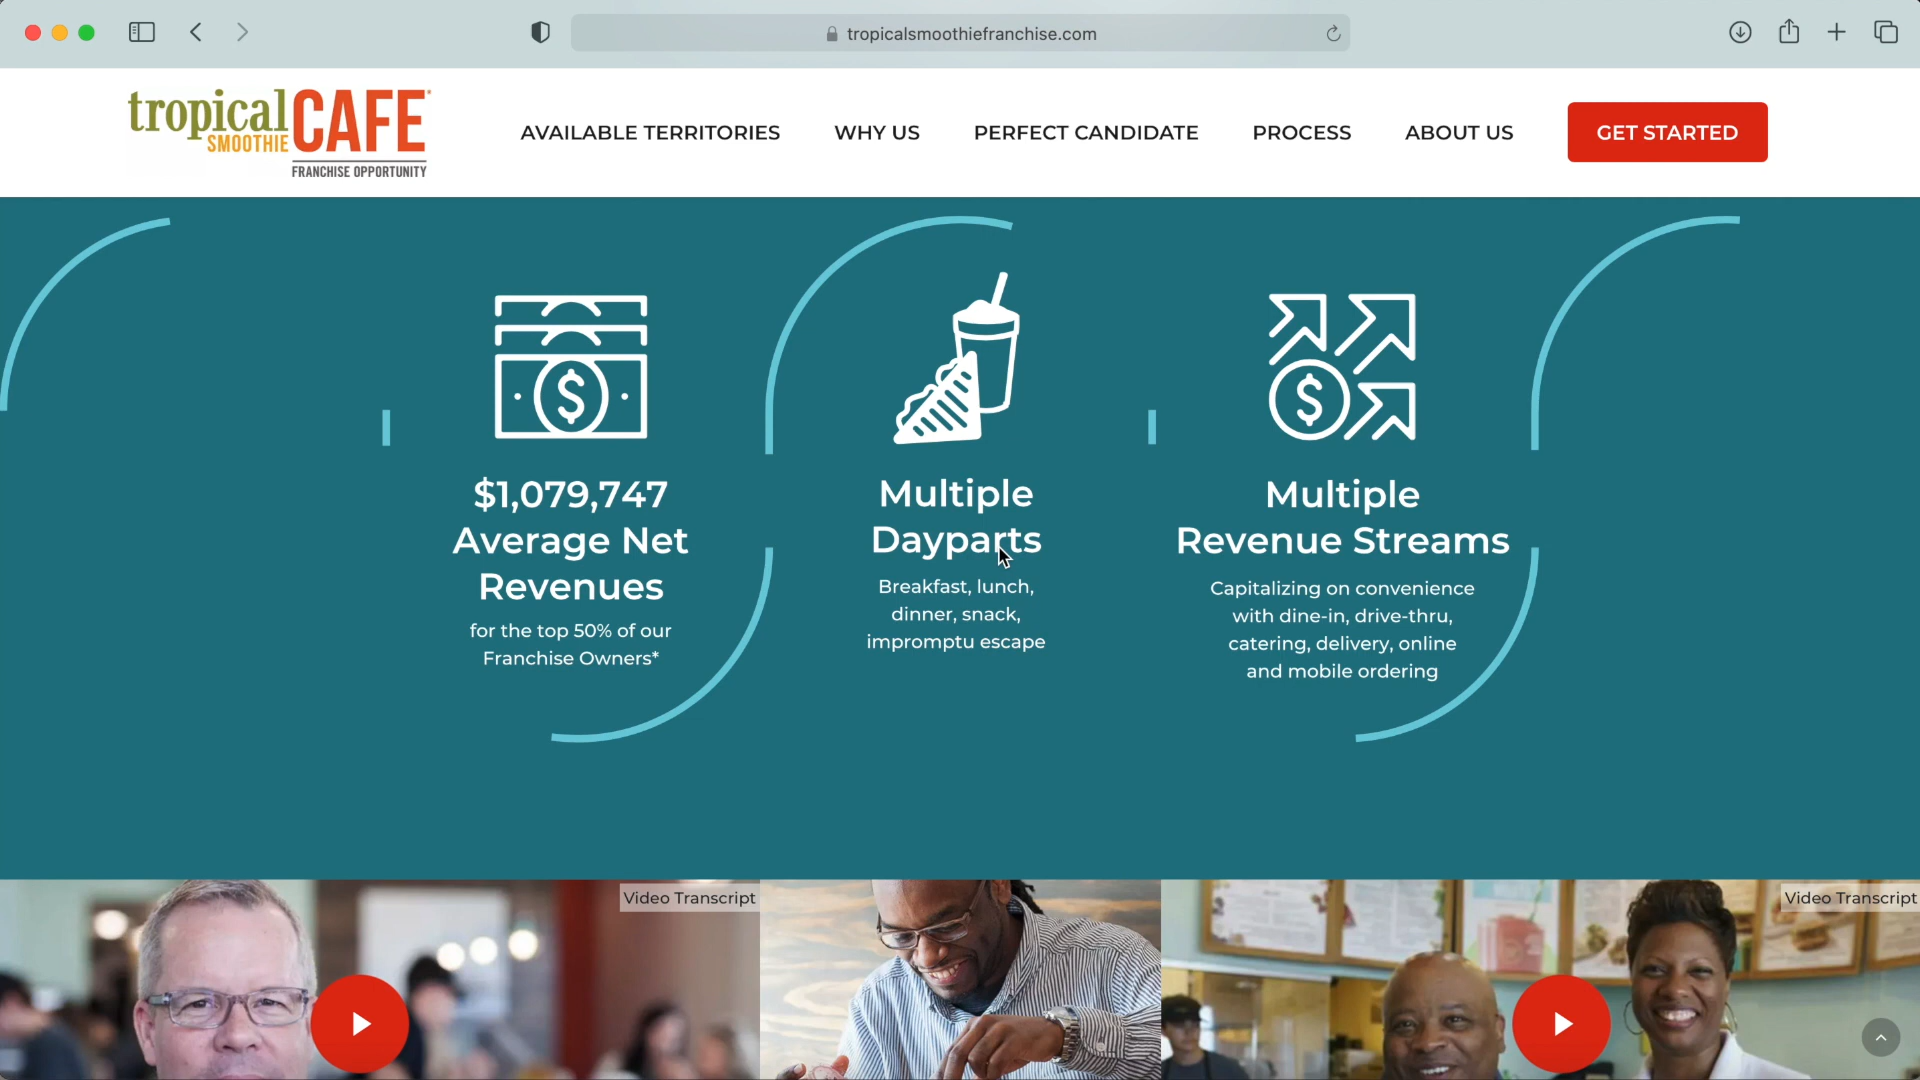 tropicalsmoothiefranchise.com
tropical CAFE
SMOOTHIE
FRANCHISE OPPORTUNITY
AVAILABLE TERRITORIES
WHY US
PERFECT CANDIDATE
PROCESS
ABOUT US
GET STARTED
$1,079,747
Average Net
Revenues
for the top 50% of our
Franchise Owners*
Multiple
Dayparts
Breakfast, lunch,
dinner, snack,
impromptu escape
Multiple
Revenue Streams
Capitalizing on convenience
with dine-in, drive-thru,
catering, delivery, online
and mobile ordering
Video Transcript
Video Transcript